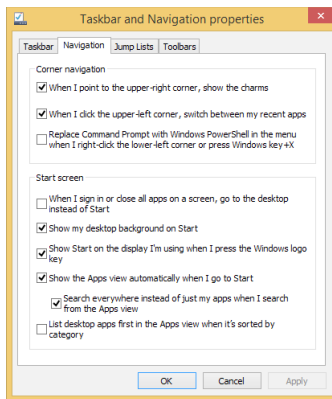 Taskbar and Navigation properties
Taskbar Navigation Jump Lists Toolbars
Corner navigation
When I point to the upper-right corner, show the charms
When I click the upper-left corner, switch between my recent apps
Replace Command Prompt with Windows PowerShell in the menu
when I right-click the lower-left corner or press Windows key+X
Start screen
When I sign in or close all apps on a screen, go to the desktop
instead of Start
Show my desktop background on Start
Show Start on the display I'm using when I press the Windows logo
key
Show the Apps view automatically when I go to Start
Search everywhere instead of just my apps when I search
from the Apps view
List desktop apps first in the Apps view when it's sorted by
category
OK Cancel Apply